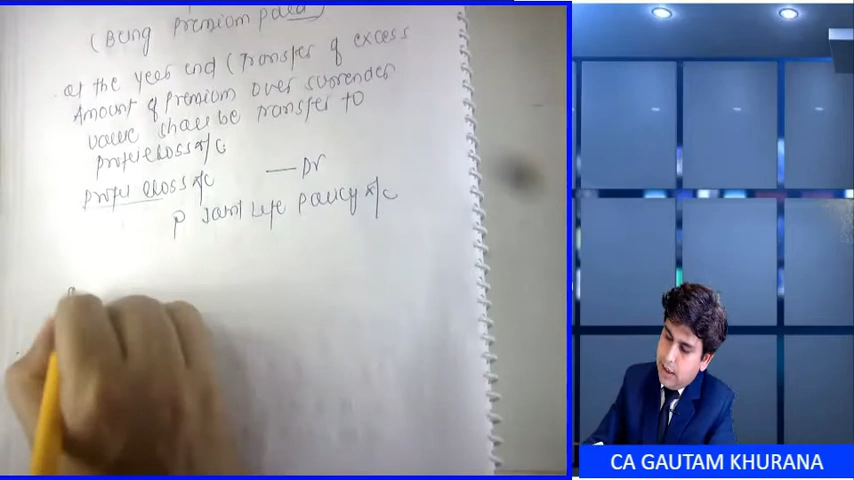 (Being Premium paid)
at the year end (Transfer of excess
Amount of Premium over surrender
value shall be transfer to
profit & Loss A/c
profit & Loss A/c — Dr
Joint Life Policy A/c
CA GAUTAM KHURANA